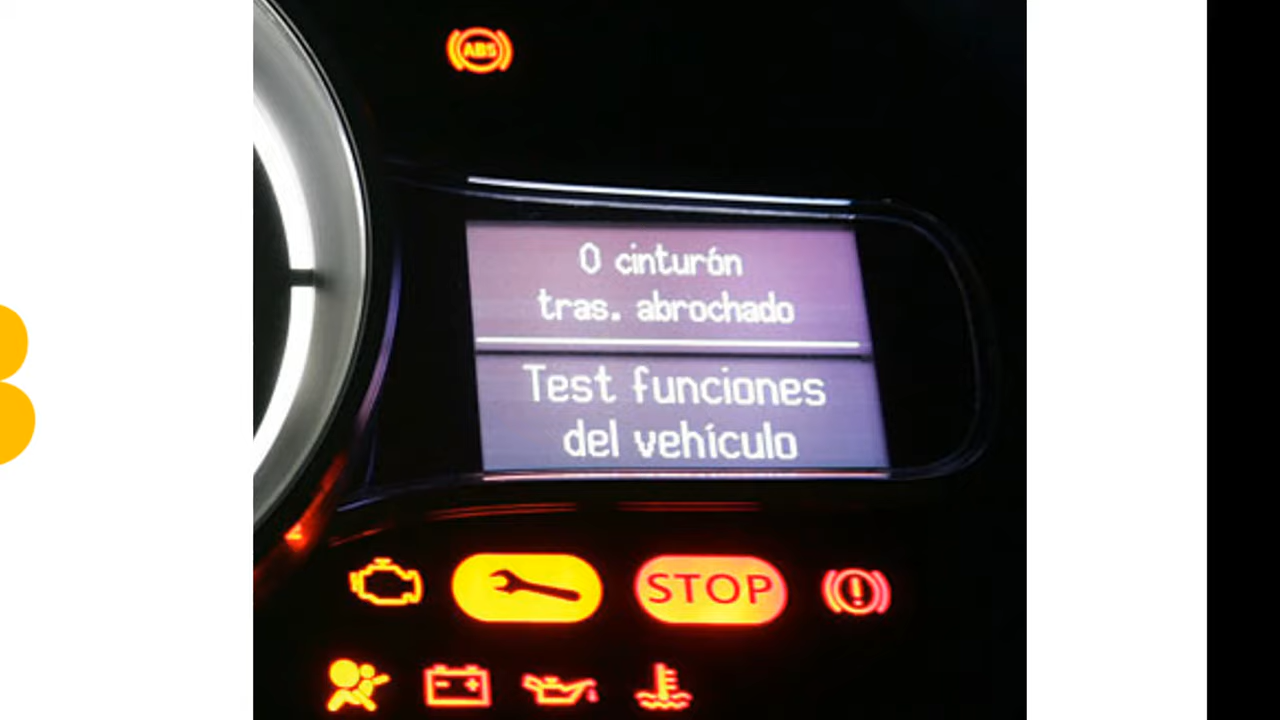 ABS
0 cinturón
tras. abrochado
Test funciones
del vehículo
STOP